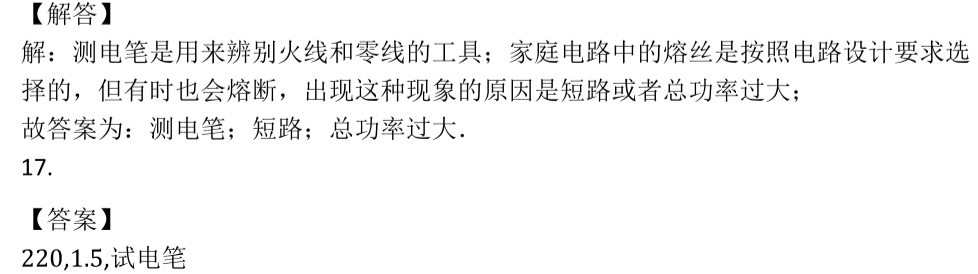 【解答】
解：测电笔是用来辨别火线和零线的工具；家庭电路中的熔丝是按照电路设计要求选
择的，但有时也会熔断，出现这种现象的原因是短路或者总功率过大；
故答案为：测电笔；短路；总功率过大．
17.
【答案】
220,1.5,试电笔